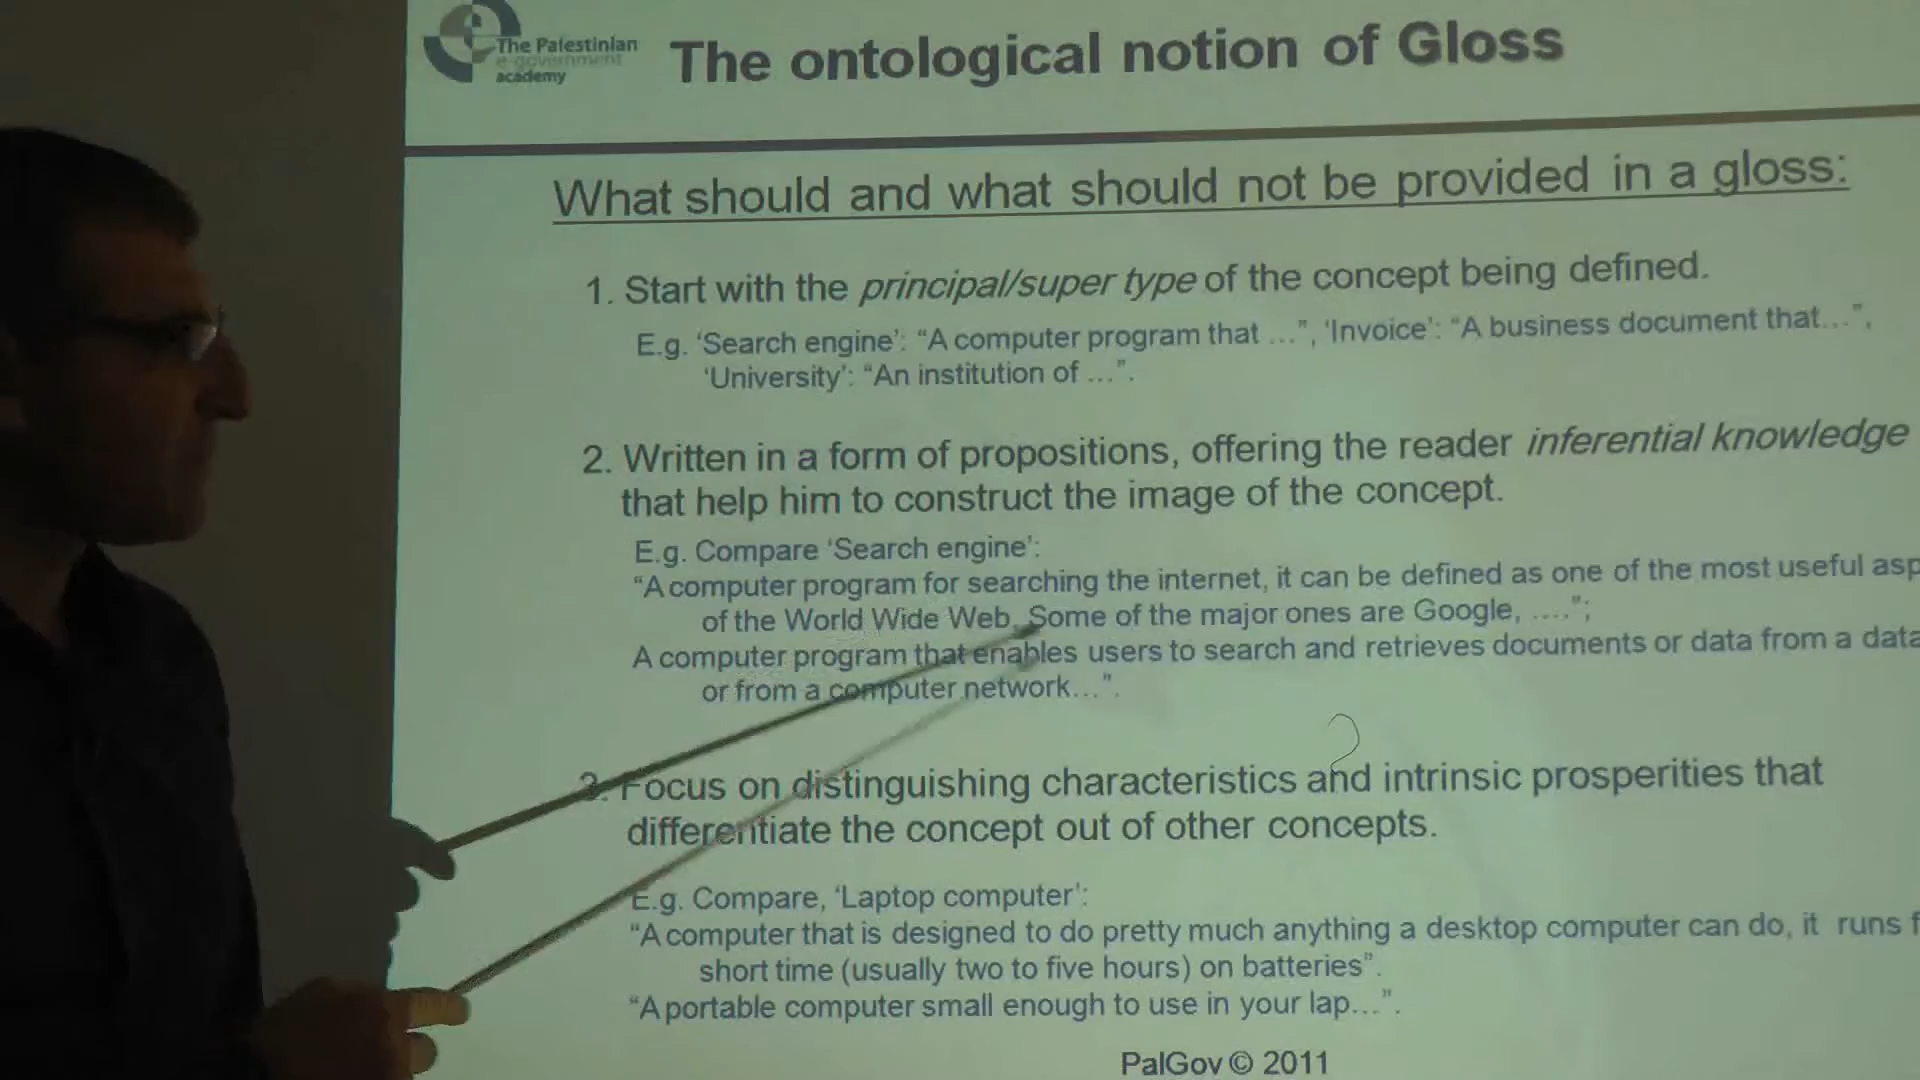 The Palestinian
e-government
academy
The ontological notion of Gloss
What should and what should not be provided in a gloss:
1. Start with the principal/super type of the concept being defined.
E.g. ‘Search engine’: “A computer program that …”, ‘Invoice’: “A business document that…”,
‘University’: “An institution of …”.
2. Written in a form of propositions, offering the reader inferential knowledge
that help him to construct the image of the concept.
E.g. Compare ‘Search engine’:
“A computer program for searching the internet, it can be defined as one of the most useful asp
of the World Wide Web. Some of the major ones are Google, ….”;
A computer program that enables users to search and retrieves documents or data from a data
or from a computer network…”.
3. Focus on distinguishing characteristics and intrinsic prosperities that
differentiate the concept out of other concepts.
E.g. Compare, ‘Laptop computer’:
“A computer that is designed to do pretty much anything a desktop computer can do, it runs f
short time (usually two to five hours) on batteries”.
“A portable computer small enough to use in your lap…”.
PalGov © 2011